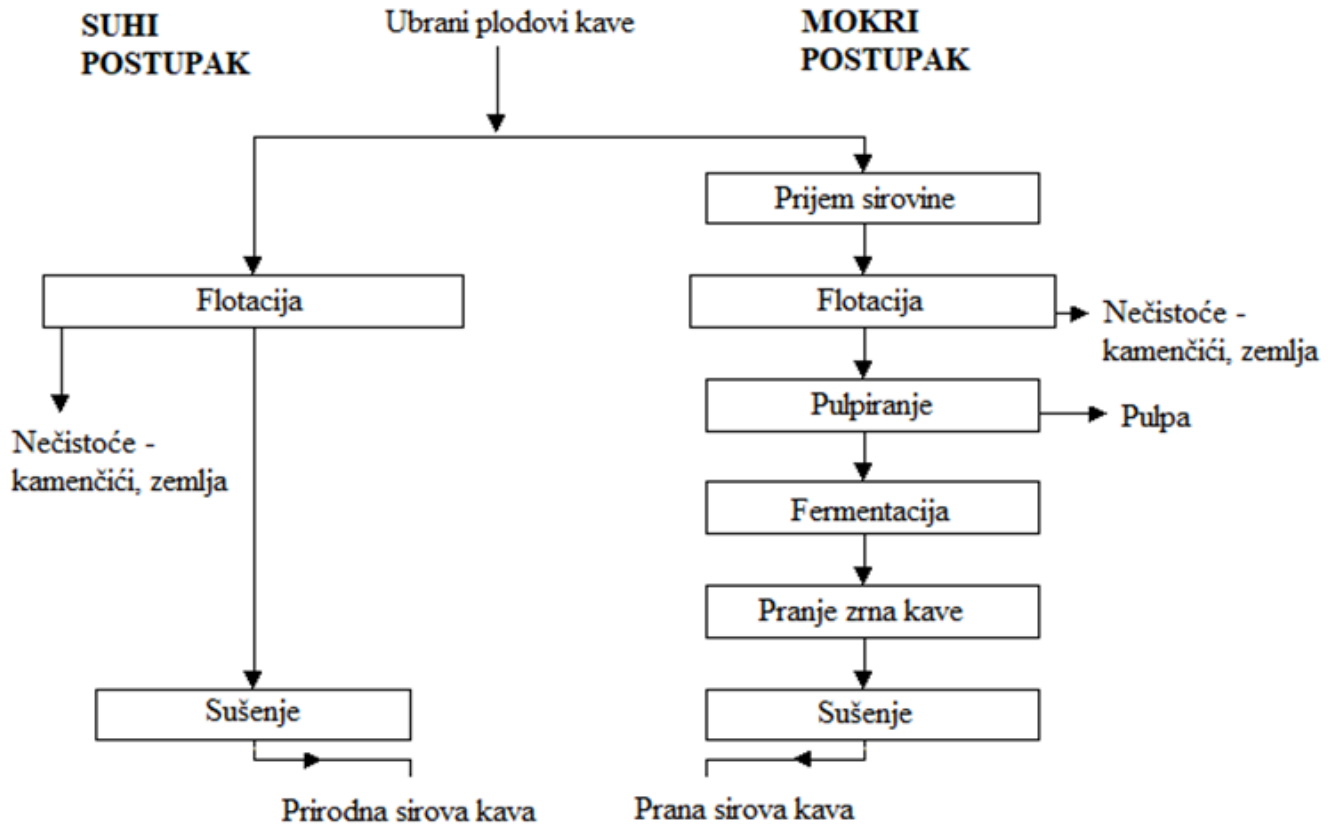 SUHI
POSTUPAK
Ubrani plodovi kave
MOKRI
POSTUPAK
Prijem sirovine
Flotacija
Flotacija
Nečistoće -
kamenčići, zemlja
Pulpiranje
Pulpa
Nečistoće -
kamenčići, zemlja
Fermentacija
Pranje zrna kave
Sušenje
Sušenje
Prirodna sirova kava
Prana sirova kava